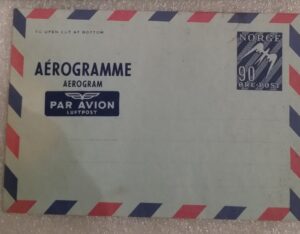 TO OPEN CUT AT BOTTOM
AÉROGRAMME
AEROGRAM
PAR AVION
LUFTPOST
NORGE
90
ØRE·POST